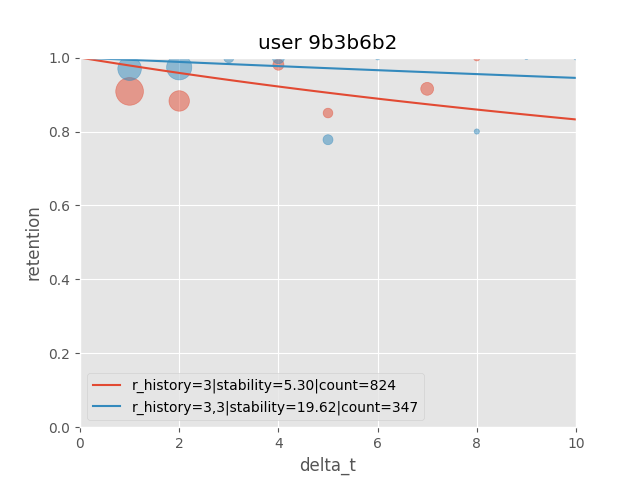 user 9b3b6b2
retention
1.0
0.8
0.6
0.4
0.2
0.0
r_history=3|stability=5.30|count=824
r_history=3,3|stability=19.62|count=347
0 2 4 6 8 10
delta_t